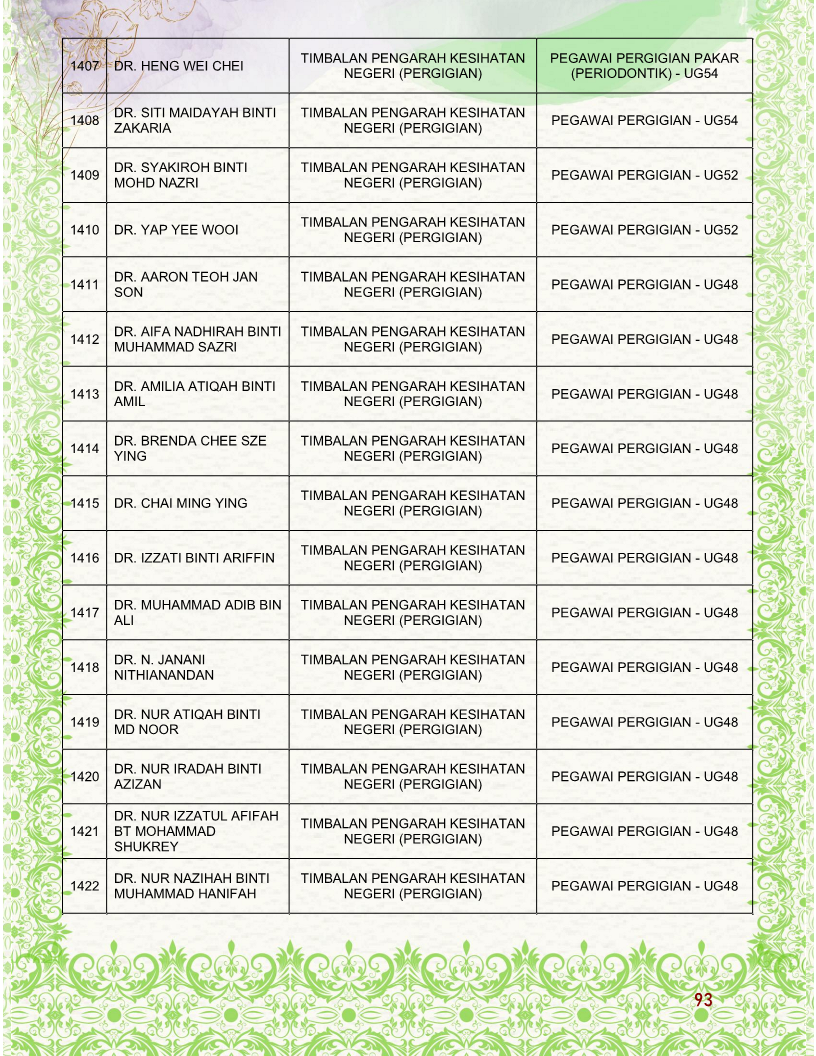 1407 DR. HENG WEI CHEI TIMBALAN PENGARAH KESIHATAN NEGERI (PERGIGIAN) PEGAWAI PERGIGIAN PAKAR (PERIODONTIK) - UG54
1408 DR. SITI MAIDAYAH BINTI ZAKARIA TIMBALAN PENGARAH KESIHATAN NEGERI (PERGIGIAN) PEGAWAI PERGIGIAN - UG54
1409 DR. SYAKIROH BINTI MOHD NAZRI TIMBALAN PENGARAH KESIHATAN NEGERI (PERGIGIAN) PEGAWAI PERGIGIAN - UG52
1410 DR. YAP YEE WOOI TIMBALAN PENGARAH KESIHATAN NEGERI (PERGIGIAN) PEGAWAI PERGIGIAN - UG52
1411 DR. AARON TEOH JAN SON TIMBALAN PENGARAH KESIHATAN NEGERI (PERGIGIAN) PEGAWAI PERGIGIAN - UG48
1412 DR. AIFA NADHIRAH BINTI MUHAMMAD SAZRI TIMBALAN PENGARAH KESIHATAN NEGERI (PERGIGIAN) PEGAWAI PERGIGIAN - UG48
1413 DR. AMILIA ATIQAH BINTI AMIL TIMBALAN PENGARAH KESIHATAN NEGERI (PERGIGIAN) PEGAWAI PERGIGIAN - UG48
1414 DR. BRENDA CHEE SZE YING TIMBALAN PENGARAH KESIHATAN NEGERI (PERGIGIAN) PEGAWAI PERGIGIAN - UG48
1415 DR. CHAI MING YING TIMBALAN PENGARAH KESIHATAN NEGERI (PERGIGIAN) PEGAWAI PERGIGIAN - UG48
1416 DR. IZZATI BINTI ARIFFIN TIMBALAN PENGARAH KESIHATAN NEGERI (PERGIGIAN) PEGAWAI PERGIGIAN - UG48
1417 DR. MUHAMMAD ADIB BIN ALI TIMBALAN PENGARAH KESIHATAN NEGERI (PERGIGIAN) PEGAWAI PERGIGIAN - UG48
1418 DR. N. JANANI NITHIANANDAN TIMBALAN PENGARAH KESIHATAN NEGERI (PERGIGIAN) PEGAWAI PERGIGIAN - UG48
1419 DR. NUR ATIQAH BINTI MD NOOR TIMBALAN PENGARAH KESIHATAN NEGERI (PERGIGIAN) PEGAWAI PERGIGIAN - UG48
1420 DR. NUR IRADAH BINTI AZIZAN TIMBALAN PENGARAH KESIHATAN NEGERI (PERGIGIAN) PEGAWAI PERGIGIAN - UG48
1421 DR. NUR IZZATUL AFIFAH BT MOHAMMAD SHUKREY TIMBALAN PENGARAH KESIHATAN NEGERI (PERGIGIAN) PEGAWAI PERGIGIAN - UG48
1422 DR. NUR NAZIHAH BINTI MUHAMMAD HANIFAH TIMBALAN PENGARAH KESIHATAN NEGERI (PERGIGIAN) PEGAWAI PERGIGIAN - UG48
93